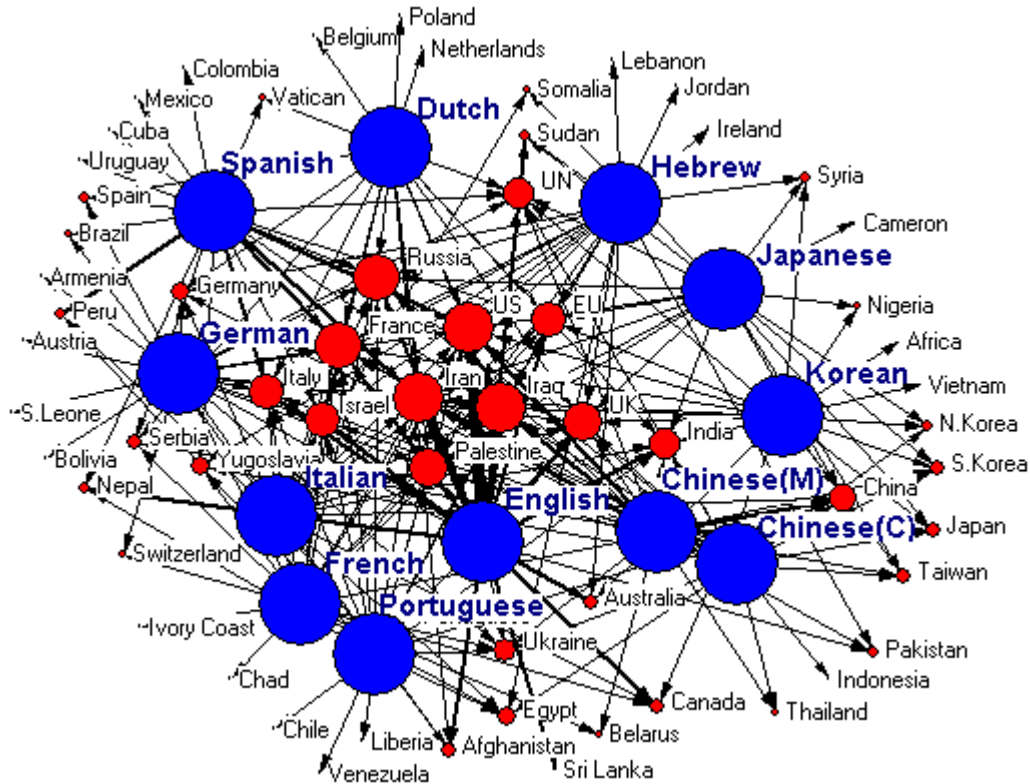 Poland
Belgium
Netherlands
Colombia
Lebanon
Mexico
Vatican
Dutch
Somalia
Jordan
Cuba
Sudan
Ireland
Uruguay
Spanish
Hebrew
UN
Syria
Spain
Brazil
Cameron
Russia
Japanese
Armenia
Germany
US
EU
Peru
Nigeria
German
France
Austria
Africa
Italy
Iran
Iraq
Korean
Vietnam
S.Leone
Israel
UK
N.Korea
Serbia
India
Bolivia
Yugoslavia
Palestine
S.Korea
Italian
Chinese(M)
Nepal
English
China
Chinese(C)
Japan
Switzerland
French
Taiwan
Portuguese
Australia
Ivory Coast
Ukraine
Pakistan
Chad
Indonesia
Canada
Egypt
Thailand
Chile
Belarus
Liberia
Afghanistan
Sri Lanka
Venezuela